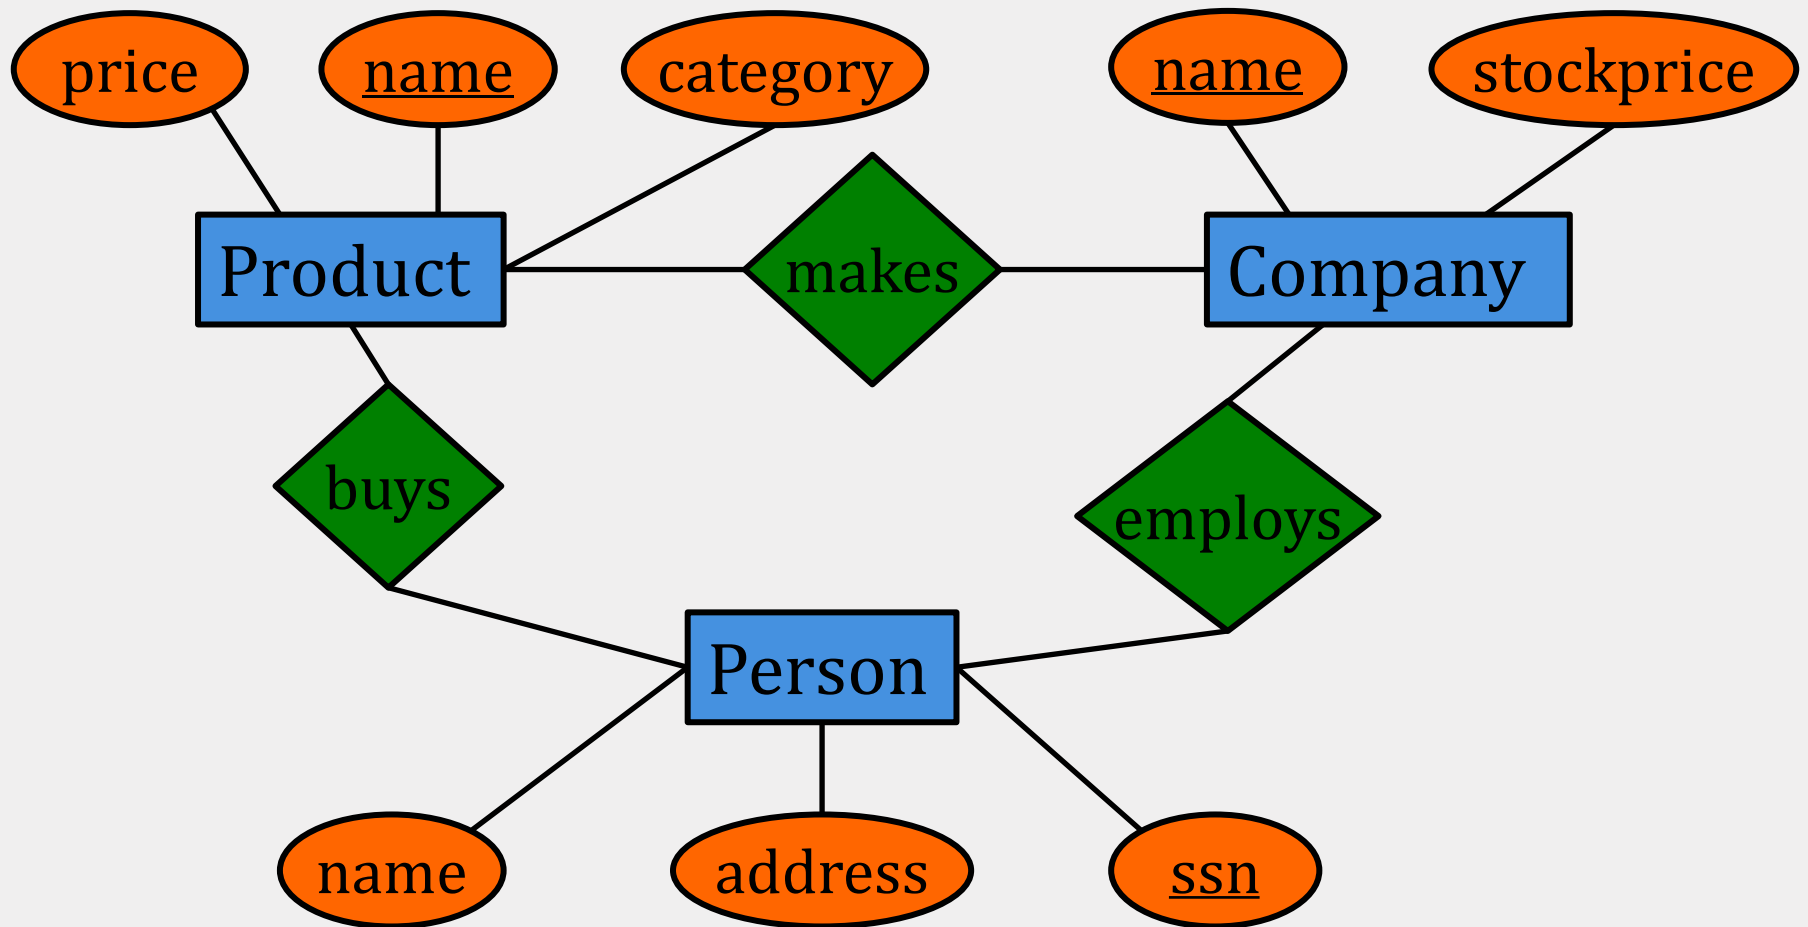 price
name
category
name
stockprice
Product
makes
Company
buys
employs
Person
name
address
ssn